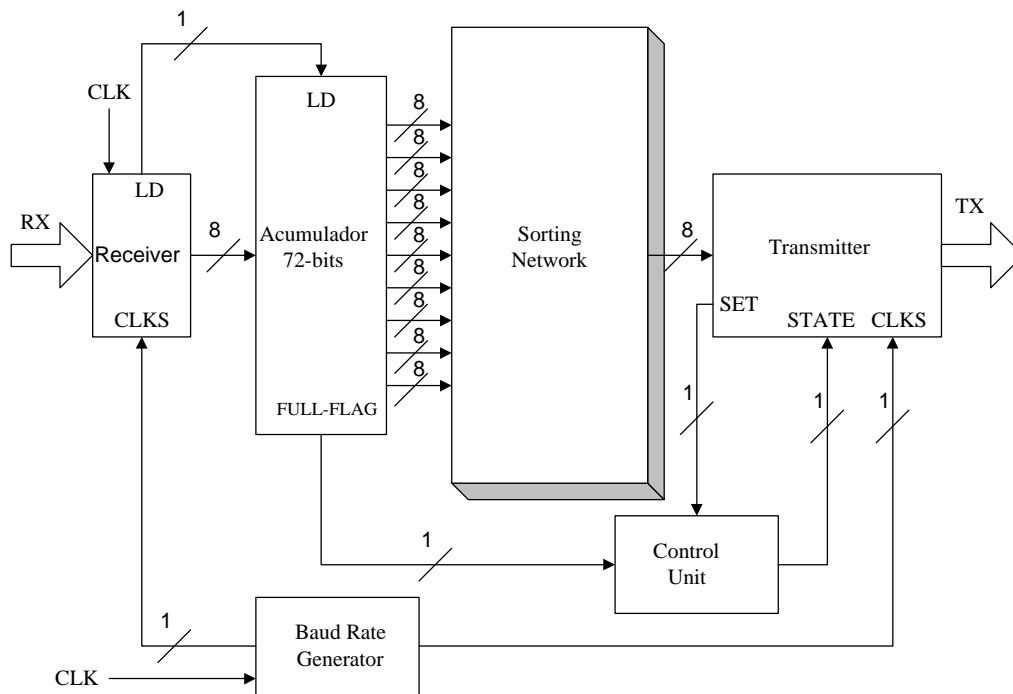 1
CLK
LD
8
8
8
8
8
8
8
8
8
RX
LD
Receiver
CLKS
8
Acumulador
72-bits
FULL-FLAG
Sorting
Network
8
Transmitter
TX
SET
STATE CLKS
1
1
1
1
Control
Unit
1
Baud Rate
Generator
CLK